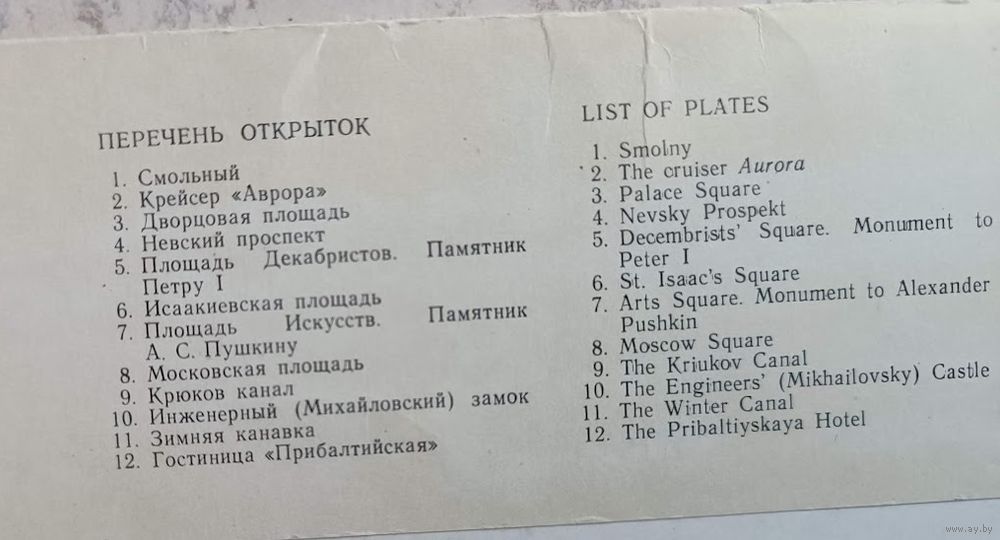 ПЕРЕЧЕНЬ ОТКРЫТОК
1. Смольный
2. Крейсер «Аврора»
3. Дворцовая площадь
4. Невский проспект
5. Площадь Декабристов. Памятник
Петру I
6. Исаакиевская площадь
7. Площадь Искусств. Памятник
А. С. Пушкину
8. Московская площадь
9. Крюков канал
10. Инженерный (Михайловский) замок
11. Зимняя канавка
12. Гостиница «Прибалтийская»
LIST OF PLATES
1. Smolny
2. The cruiser Aurora
3. Palace Square
4. Nevsky Prospekt
5. Decembrists' Square. Monument to
Peter I
6. St. Isaac's Square
7. Arts Square. Monument to Alexander
Pushkin
8. Moscow Square
9. The Kriukov Canal
10. The Engineers' (Mikhailovsky) Castle
11. The Winter Canal
12. The Pribaltiyskaya Hotel
www.ay.by